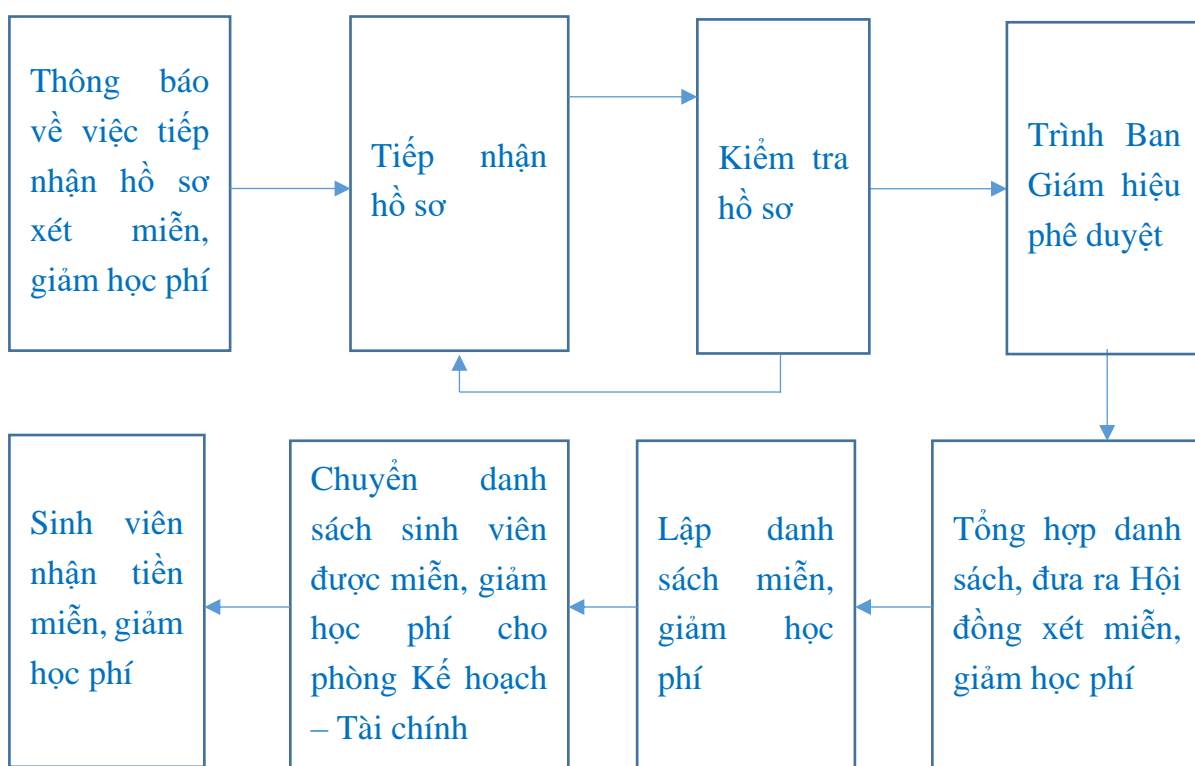 Thông báo
về việc tiếp
nhận hồ sơ
xét miễn,
giảm học phí
Tiếp nhận
hồ sơ
Kiểm tra
hồ sơ
Trình Ban
Giám hiệu
phê duyệt
Sinh viên
nhận tiền
miễn, giảm
học phí
Chuyển danh
sách sinh viên
được miễn, giảm
học phí cho
phòng Kế hoạch
– Tài chính
Lập danh
sách miễn,
giảm học
phí
Tổng hợp danh
sách, đưa ra Hội
đồng xét miễn,
giảm học phí